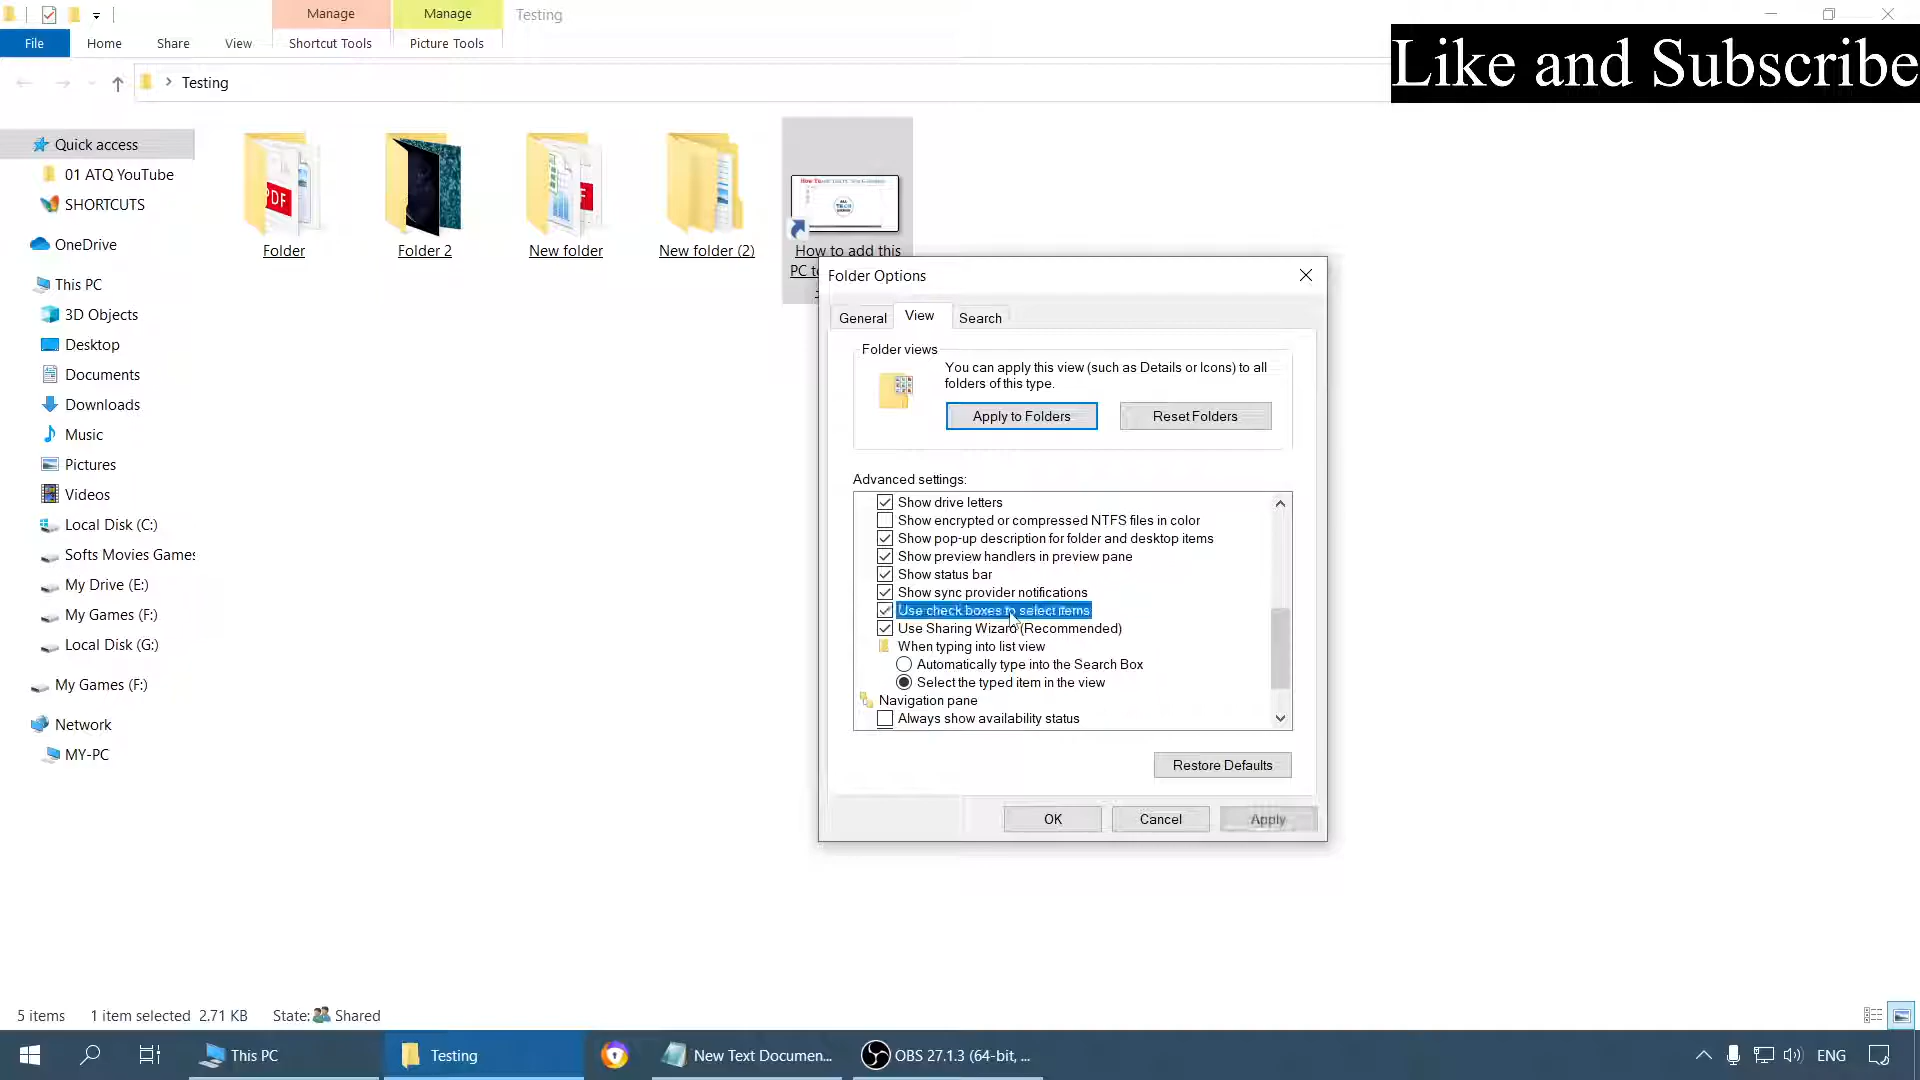 Manage
Manage
Testing
File
Home
Share
View
Shortcut Tools
Picture Tools
Like and Subscribe
Testing
Quick access
01 ATQ YouTube
SHORTCUTS
OneDrive
This PC
3D Objects
Desktop
Documents
Downloads
Music
Pictures
Videos
Local Disk (C:)
Softs Movies Games
My Drive (E:)
My Games (F:)
Local Disk (G:)
My Games (F:)
Network
MY-PC
PDF
Folder
Folder 2
New folder
New folder (2)
How to add this
PC to
Folder Options
General
View
Search
Folder views
You can apply this view (such as Details or Icons) to all
folders of this type.
Apply to Folders
Reset Folders
Advanced settings:
Show drive letters
Show encrypted or compressed NTFS files in color
Show pop-up description for folder and desktop items
Show preview handlers in preview pane
Show status bar
Show sync provider notifications
Use check boxes to select items
Use Sharing Wizard (Recommended)
When typing into list view
Automatically type into the Search Box
Select the typed item in the view
Navigation pane
Always show availability status
Restore Defaults
OK
Cancel
Apply
5 items
1 item selected 2.71 KB
State: Shared
This PC
Testing
New Text Documen...
OBS 27.1.3 (64-bit, ...
ENG